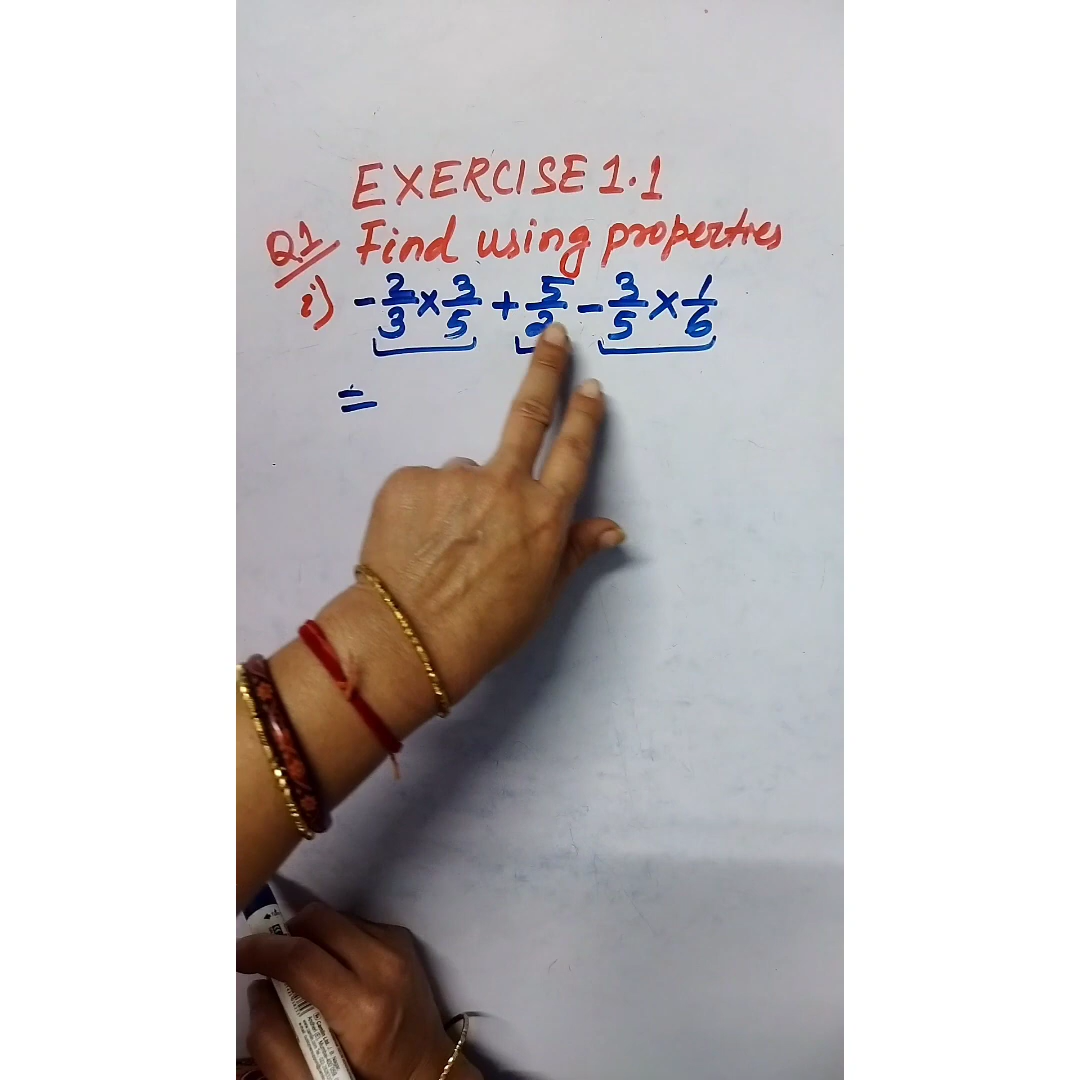 EXERCISE 1.1
Q1 Find using properties
i) -2/3 × 3/5 + 5/2 - 3/5 × 1/6
=